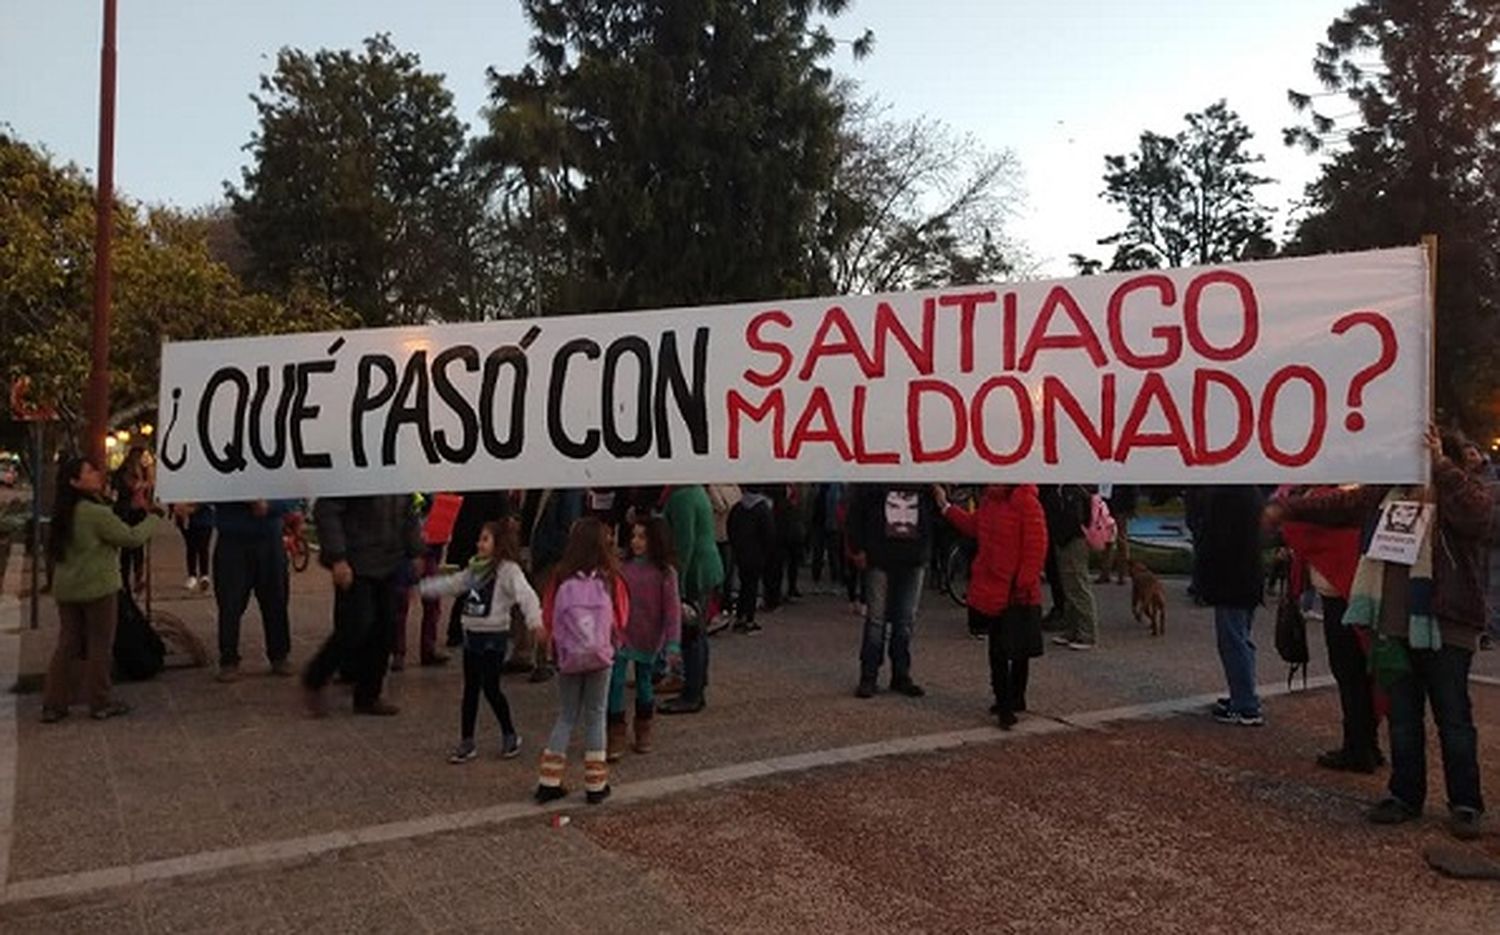 ¿QUÉ PASÓ CON SANTIAGO
MALDONADO?